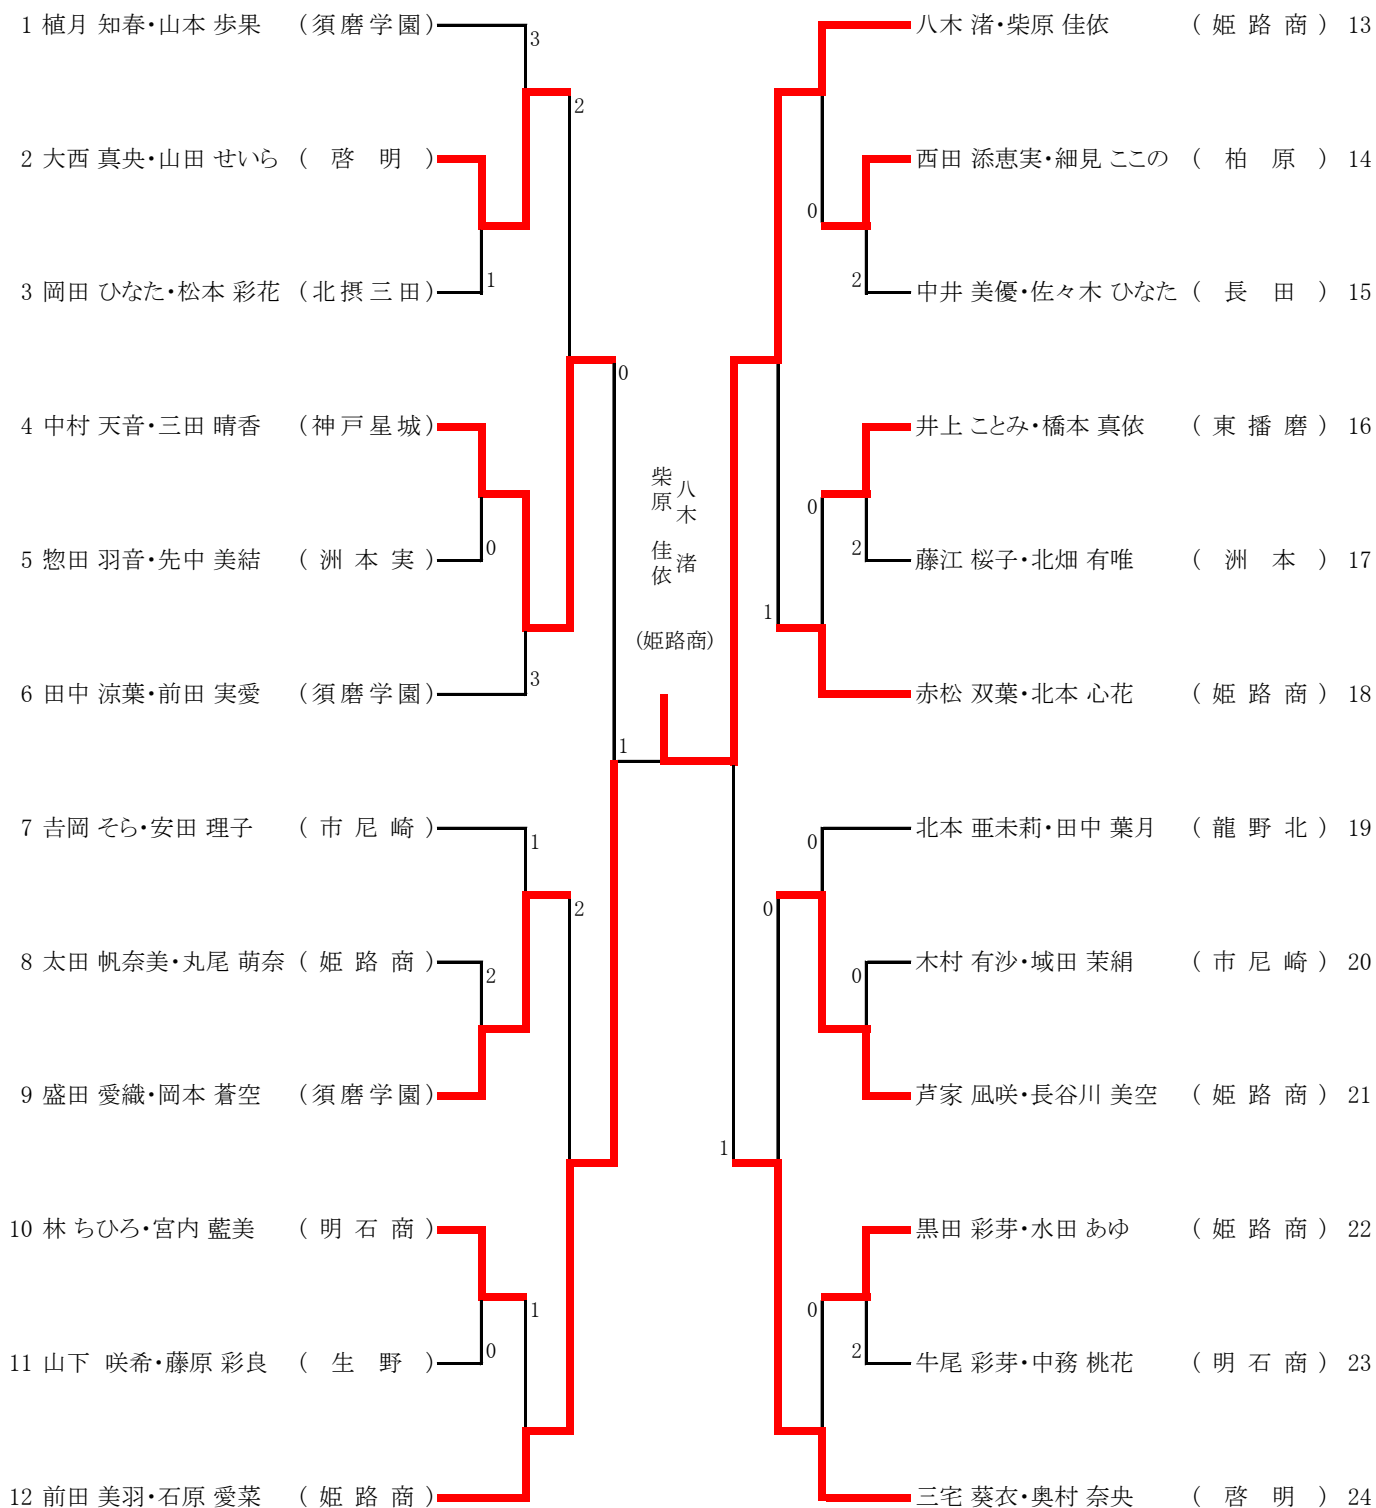 1 植月 知春・山本 歩果 (須磨学園)
3
2
2 大西 真央・山田 せいら ( 啓 明 )
1
3 岡田 ひなた・松本 彩花 (北摂三田)
0
4 中村 天音・三田 晴香 (神戸星城)
0
5 惣田 羽音・先中 美結 ( 洲 本 実 )
3
6 田中 涼葉・前田 実愛 (須磨学園)
1
7 吉岡 そら・安田 理子 ( 市 尼 崎 )
1
2
8 太田 帆奈美・丸尾 萌奈 ( 姫 路 商 )
2
9 盛田 愛織・岡本 蒼空 (須磨学園)
10 林 ちひろ・宮内 藍美 ( 明 石 商 )
1
0
11 山下 咲希・藤原 彩良 ( 生 野 )
12 前田 美羽・石原 愛菜 ( 姫 路 商 )
八木 渚
柴原 佳依
(姫路商)
八木 渚・柴原 佳依 ( 姫 路 商 ) 13
西田 添恵実・細見 ここの ( 柏 原 ) 14
0
2
中井 美優・佐々木 ひなた ( 長 田 ) 15
井上 ことみ・橋本 真依 ( 東 播 磨 ) 16
0
2
藤江 桜子・北畑 有唯 ( 洲 本 ) 17
1
赤松 双葉・北本 心花 ( 姫 路 商 ) 18
北本 亜未莉・田中 葉月 ( 龍 野 北 ) 19
0
0
木村 有沙・域田 茉絹 ( 市 尼 崎 ) 20
0
芦家 凪咲・長谷川 美空 ( 姫 路 商 ) 21
1
黒田 彩芽・水田 あゆ ( 姫 路 商 ) 22
0
2
牛尾 彩芽・中務 桃花 ( 明 石 商 ) 23
三宅 葵衣・奥村 奈央 ( 啓 明 ) 24